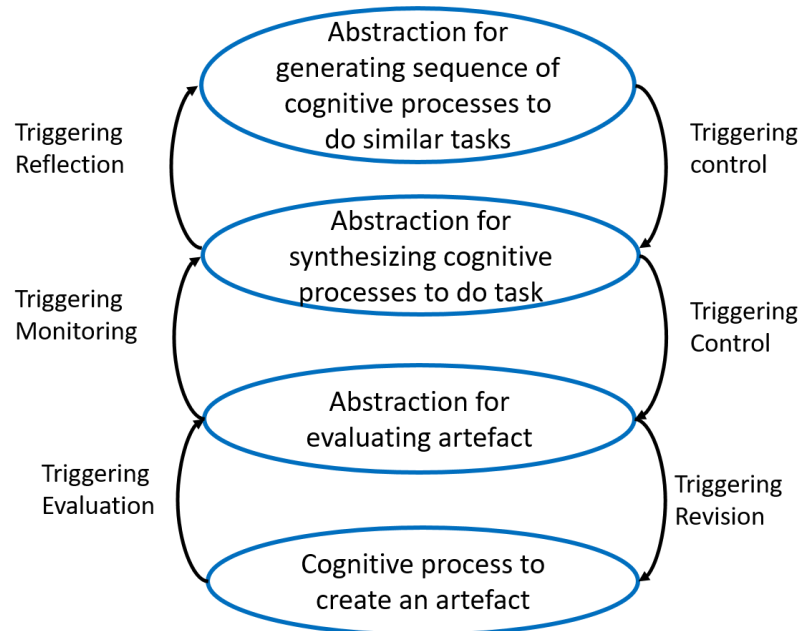 Abstraction for
generating sequence of
cognitive processes to
do similar tasks
Triggering
Reflection
Triggering
control
Abstraction for
synthesizing cognitive
processes to do task
Triggering
Monitoring
Triggering
Control
Abstraction for
evaluating artefact
Triggering
Evaluation
Triggering
Revision
Cognitive process to
create an artefact